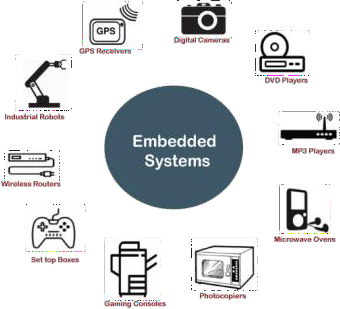 GPS
GPS Receivers
Digital Cameras
DVD Players
Industrial Robots
MP3 Players
Embedded
Systems
Wireless Routers
Microwave Ovens
Set top Boxes
Gaming Consoles
Photocopiers